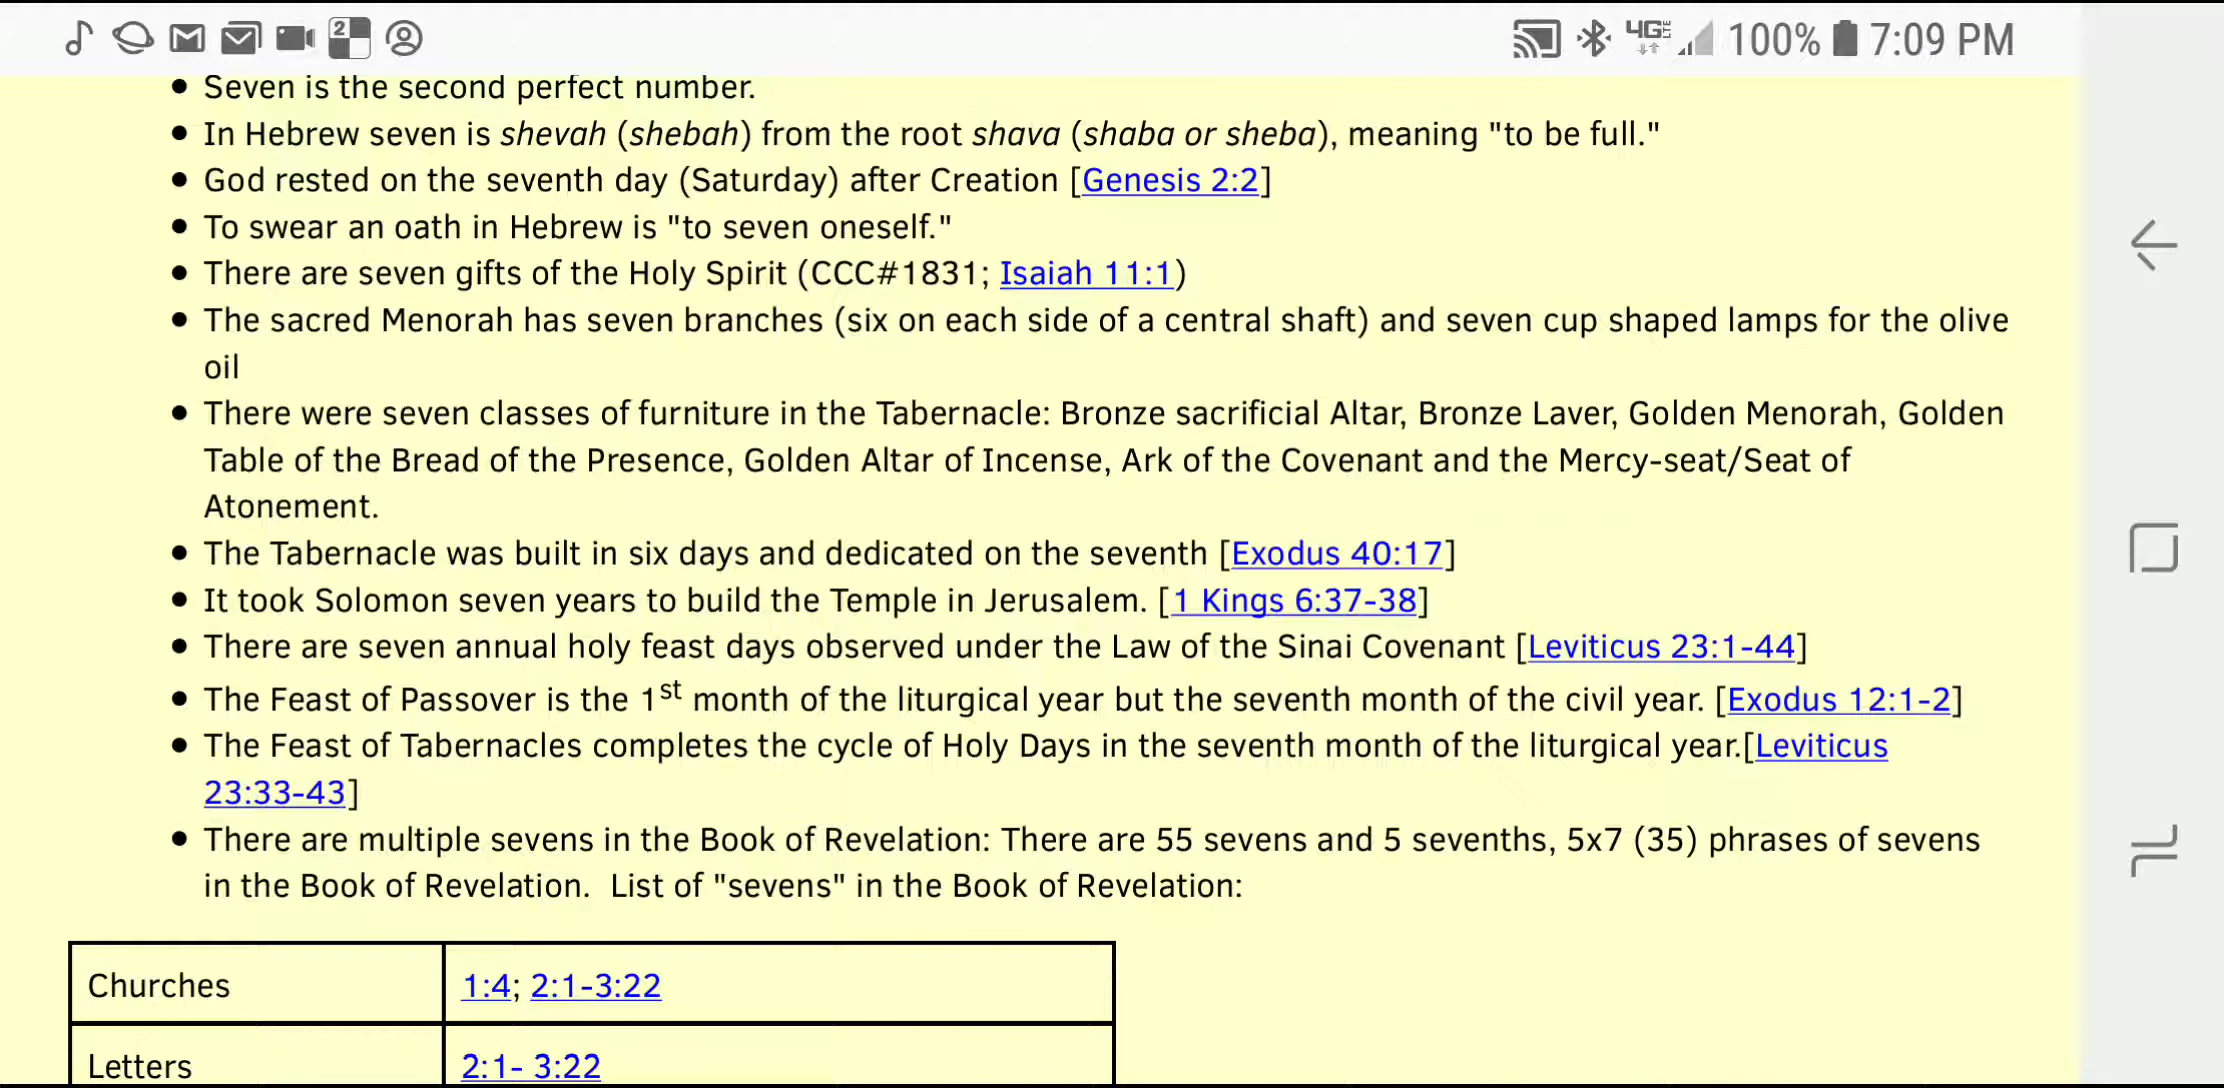 2 4G LTE 100% 7:09 PM
• Seven is the second perfect number.
• In Hebrew seven is shevah (shebah) from the root shava (shaba or sheba), meaning "to be full."
• God rested on the seventh day (Saturday) after Creation [Genesis 2:2]
• To swear an oath in Hebrew is "to seven oneself."
• There are seven gifts of the Holy Spirit (CCC#1831; Isaiah 11:1)
• The sacred Menorah has seven branches (six on each side of a central shaft) and seven cup shaped lamps for the olive
oil
• There were seven classes of furniture in the Tabernacle: Bronze sacrificial Altar, Bronze Laver, Golden Menorah, Golden
Table of the Bread of the Presence, Golden Altar of Incense, Ark of the Covenant and the Mercy-seat/Seat of
Atonement.
• The Tabernacle was built in six days and dedicated on the seventh [Exodus 40:17]
• It took Solomon seven years to build the Temple in Jerusalem. [1 Kings 6:37-38]
• There are seven annual holy feast days observed under the Law of the Sinai Covenant [Leviticus 23:1-44]
• The Feast of Passover is the 1st month of the liturgical year but the seventh month of the civil year. [Exodus 12:1-2]
• The Feast of Tabernacles completes the cycle of Holy Days in the seventh month of the liturgical year.[Leviticus
23:33-43]
• There are multiple sevens in the Book of Revelation: There are 55 sevens and 5 sevenths, 5x7 (35) phrases of sevens
in the Book of Revelation.  List of "sevens" in the Book of Revelation:
Churches 1:4; 2:1-3:22
Letters 2:1- 3:22